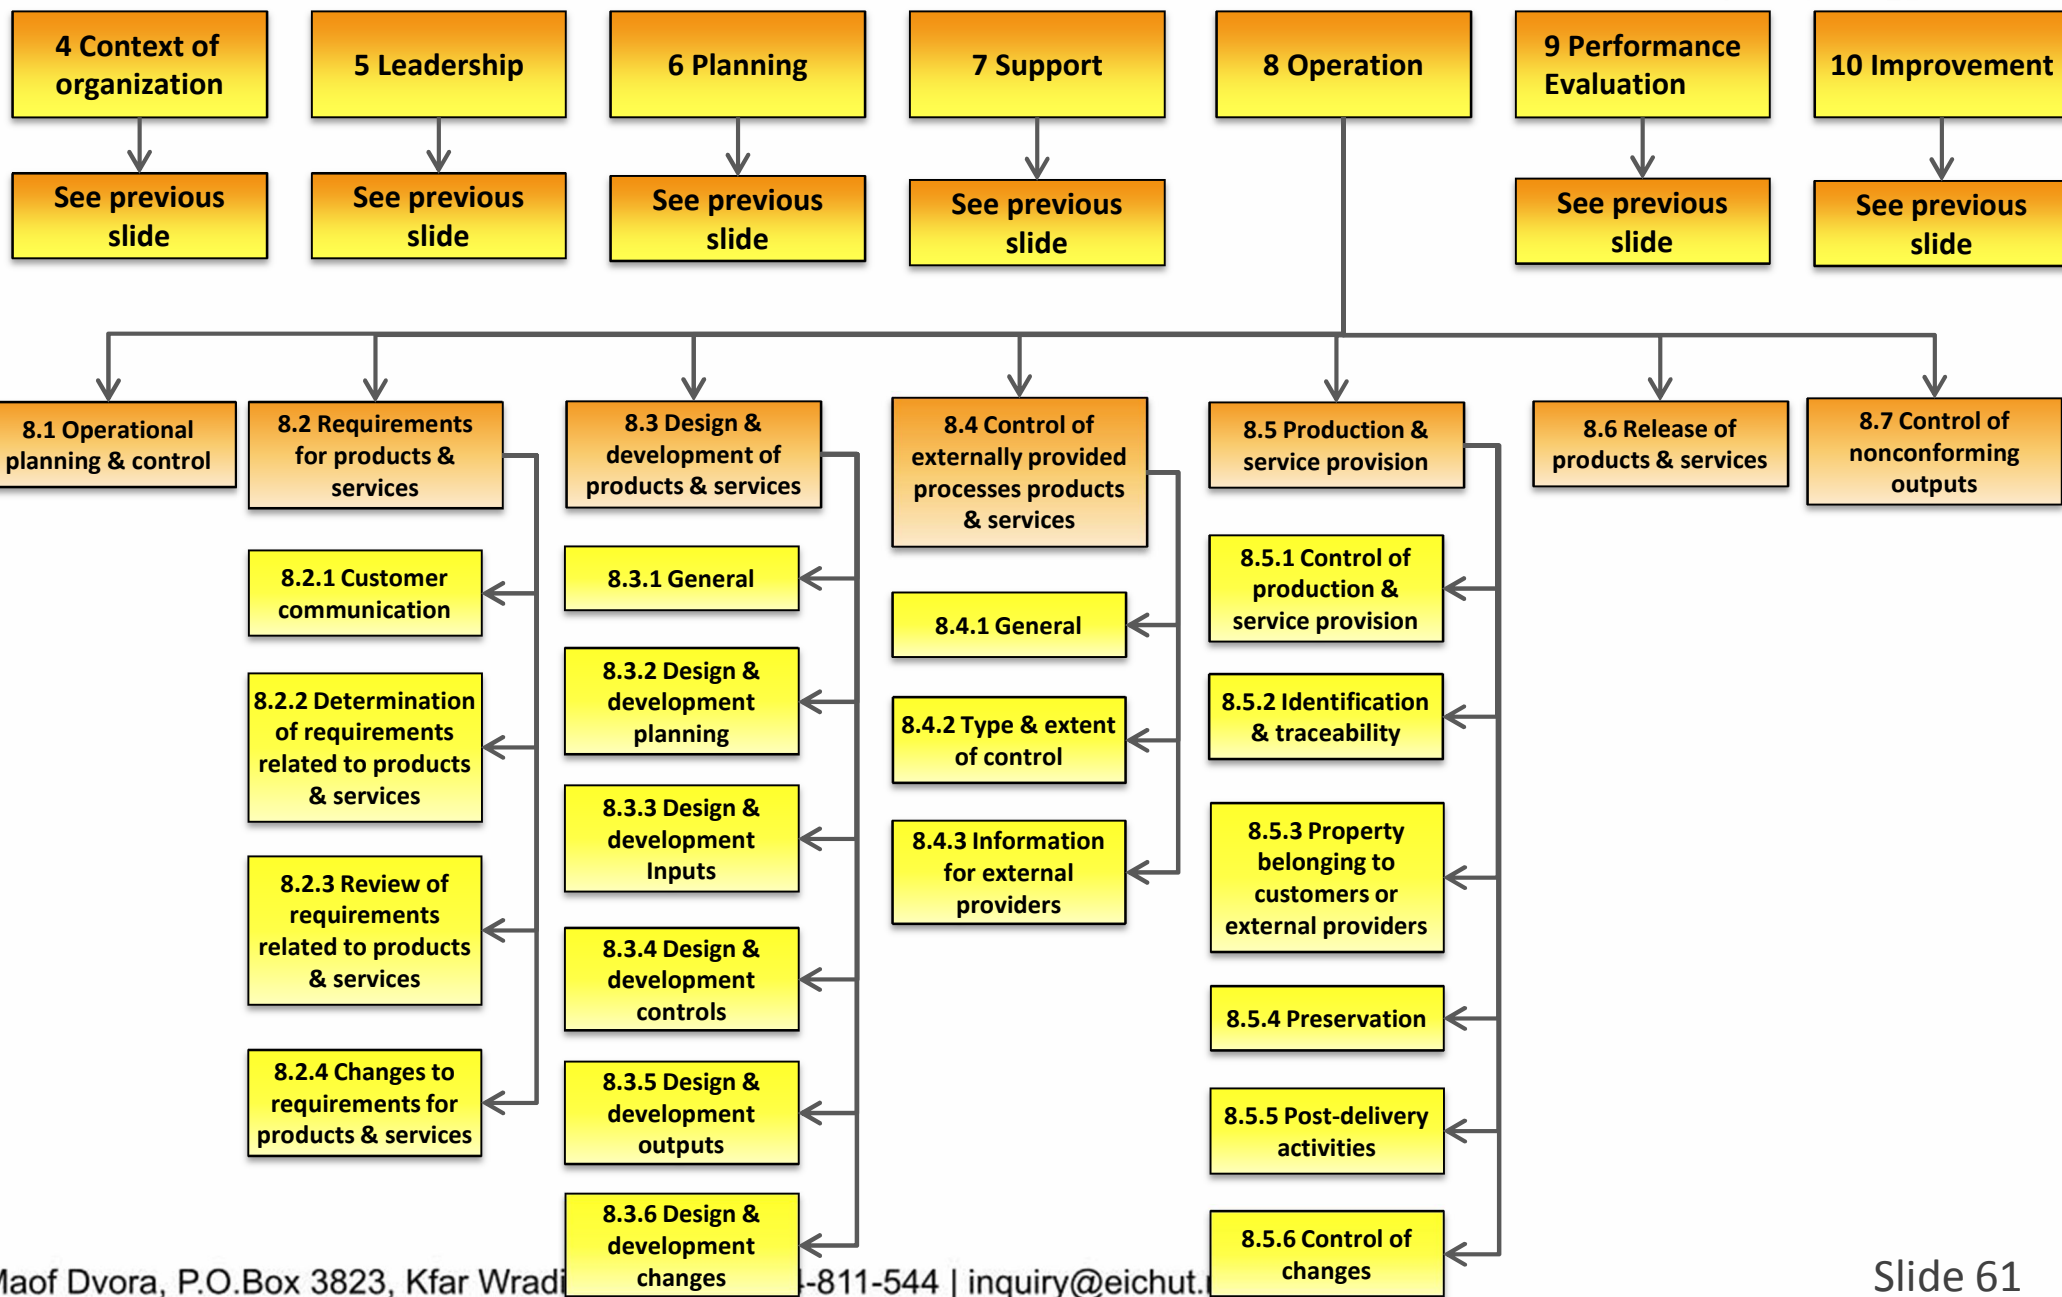 4 Context of
organization
5 Leadership
6 Planning
7 Support
8 Operation
9 Performance
Evaluation
10 Improvement
See previous
slide
See previous
slide
See previous
slide
See previous
slide
See previous
slide
See previous
slide
8.1 Operational
planning & control
8.2 Requirements
for products &
services
8.2.1 Customer
communication
8.2.2 Determination
of requirements
related to products
& services
8.2.3 Review of
requirements
related to products
& services
8.2.4 Changes to
requirements for
products & services
8.3 Design &
development of
products & services
8.3.1 General
8.3.2 Design &
development
planning
8.3.3 Design &
development
Inputs
8.3.4 Design &
development
controls
8.3.5 Design &
development
outputs
8.3.6 Design &
development
changes
8.4 Control of
externally provided
processes products
& services
8.4.1 General
8.4.2 Type & extent
of control
8.4.3 Information
for external
providers
8.5 Production &
service provision
8.5.1 Control of
production &
service provision
8.5.2 Identification
& traceability
8.5.3 Property
belonging to
customers or
external providers
8.5.4 Preservation
8.5.5 Post-delivery
activities
8.5.6 Control of
changes
8.6 Release of
products & services
8.7 Control of
nonconforming
outputs
Maof Dvora, P.O.Box 3823, Kfar Wradi -811-544 | inquiry@eichut.
Slide 61